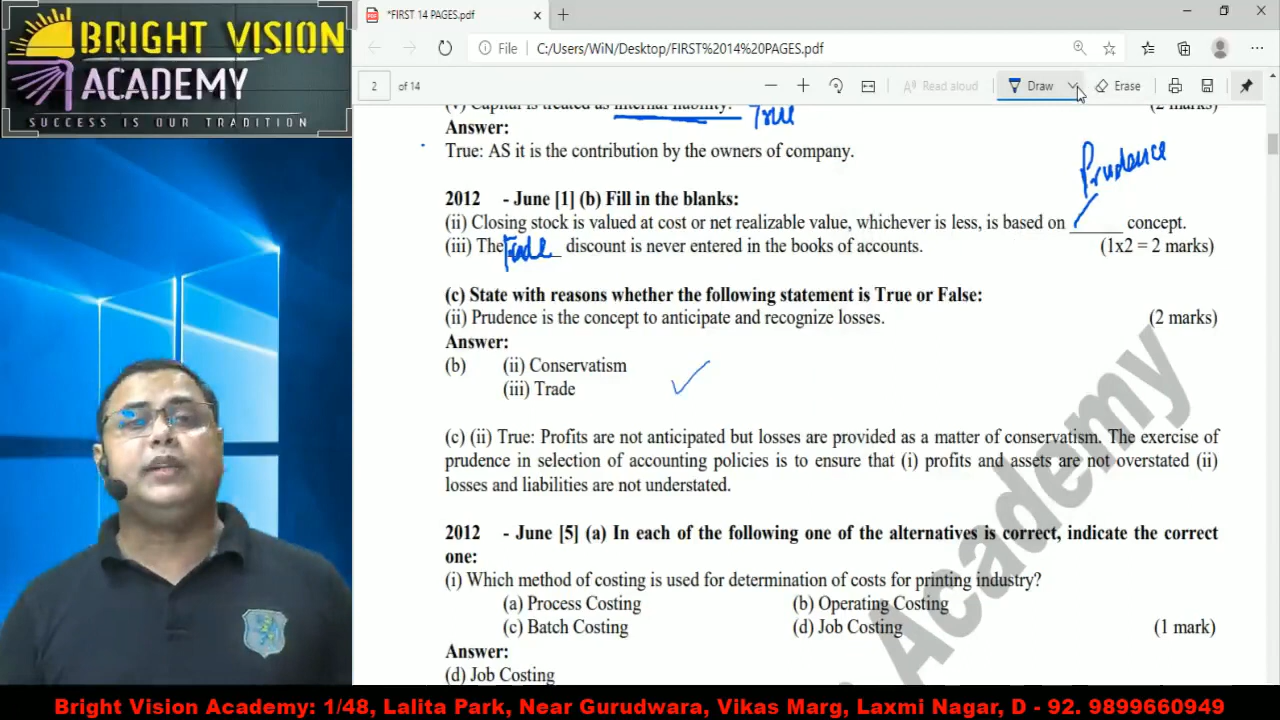 BRIGHT VISION
ACADEMY
SUCCESS IS OUR TRADITION
*FIRST 14 PAGES.pdf
File C:/Users/WiN/Desktop/FIRST%2014%20PAGES.pdf
2 of 14 Read aloud Draw Erase
(v) Capital is treated as internal liability. True (2 marks)
Answer:
True: AS it is the contribution by the owners of company.
Prudence
2012 - June [1] (b) Fill in the blanks:
(ii) Closing stock is valued at cost or net realizable value, whichever is less, is based on ______ concept.
(iii) The Trade discount is never entered in the books of accounts. (1x2 = 2 marks)
(c) State with reasons whether the following statement is True or False:
(ii) Prudence is the concept to anticipate and recognize losses. (2 marks)
Answer:
(b) (ii) Conservatism
(iii) Trade
(c) (ii) True: Profits are not anticipated but losses are provided as a matter of conservatism. The exercise of
prudence in selection of accounting policies is to ensure that (i) profits and assets are not overstated (ii)
losses and liabilities are not understated.
2012 - June [5] (a) In each of the following one of the alternatives is correct, indicate the correct
one:
(i) Which method of costing is used for determination of costs for printing industry?
(a) Process Costing (b) Operating Costing
(c) Batch Costing (d) Job Costing (1 mark)
Answer:
(d) Job Costing
Academy
Bright Vision Academy: 1/48, Lalita Park, Near Gurudwara, Vikas Marg, Laxmi Nagar, D - 92. 9899660949